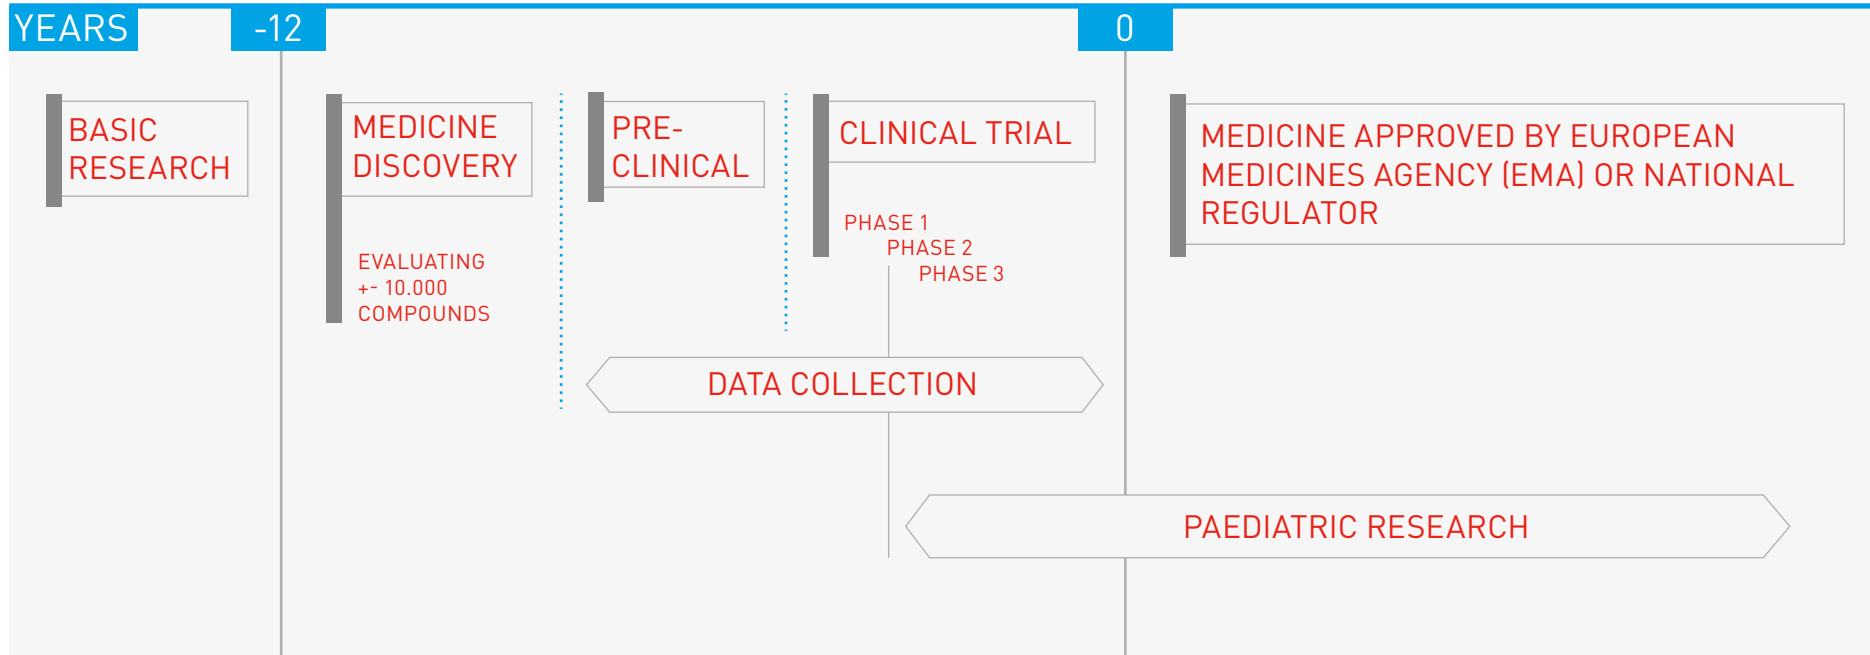 YEARS
-12
0
BASIC
RESEARCH
MEDICINE
DISCOVERY
EVALUATING
+- 10.000
COMPOUNDS
PRE-
CLINICAL
CLINICAL TRIAL
PHASE 1
PHASE 2
PHASE 3
MEDICINE APPROVED BY EUROPEAN
MEDICINES AGENCY (EMA) OR NATIONAL
REGULATOR
DATA COLLECTION
PAEDIATRIC RESEARCH